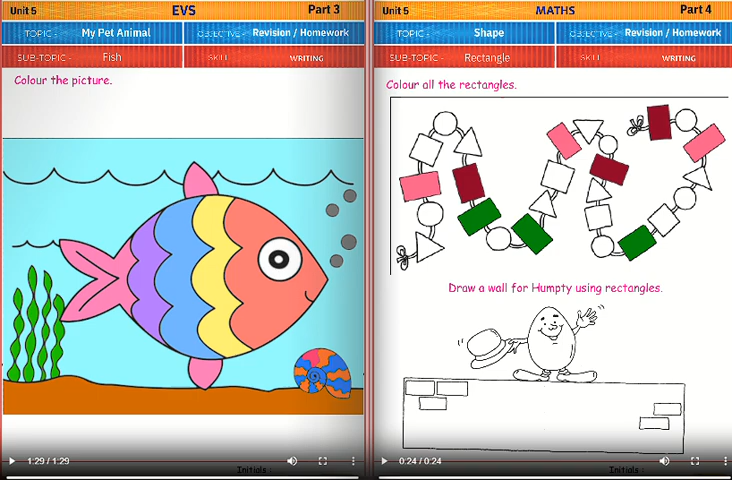 Unit 5 EVS Part 3
TOPIC - My Pet Animal OBJECTIVE - Revision / Homework
SUB-TOPIC - Fish SKILL WRITING
Colour the picture.
1:29 / 1:29
Initials :
Unit 5 MATHS Part 4
TOPIC - Shape OBJECTIVE - Revision / Homework
SUB-TOPIC - Rectangle SKILL WRITING
Colour all the rectangles.
Draw a wall for Humpty using rectangles.
0:24 / 0:24
Initials :